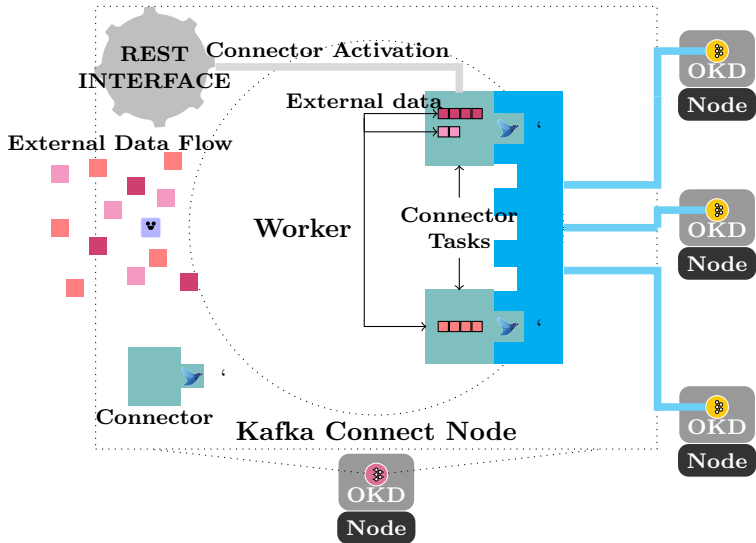 REST
INTERFACE
Connector Activation
External data
External Data Flow
Worker
Connector
Tasks
‘
‘
‘
Connector
Kafka Connect Node
OKD
Node
OKD
Node
OKD
Node
OKD
Node